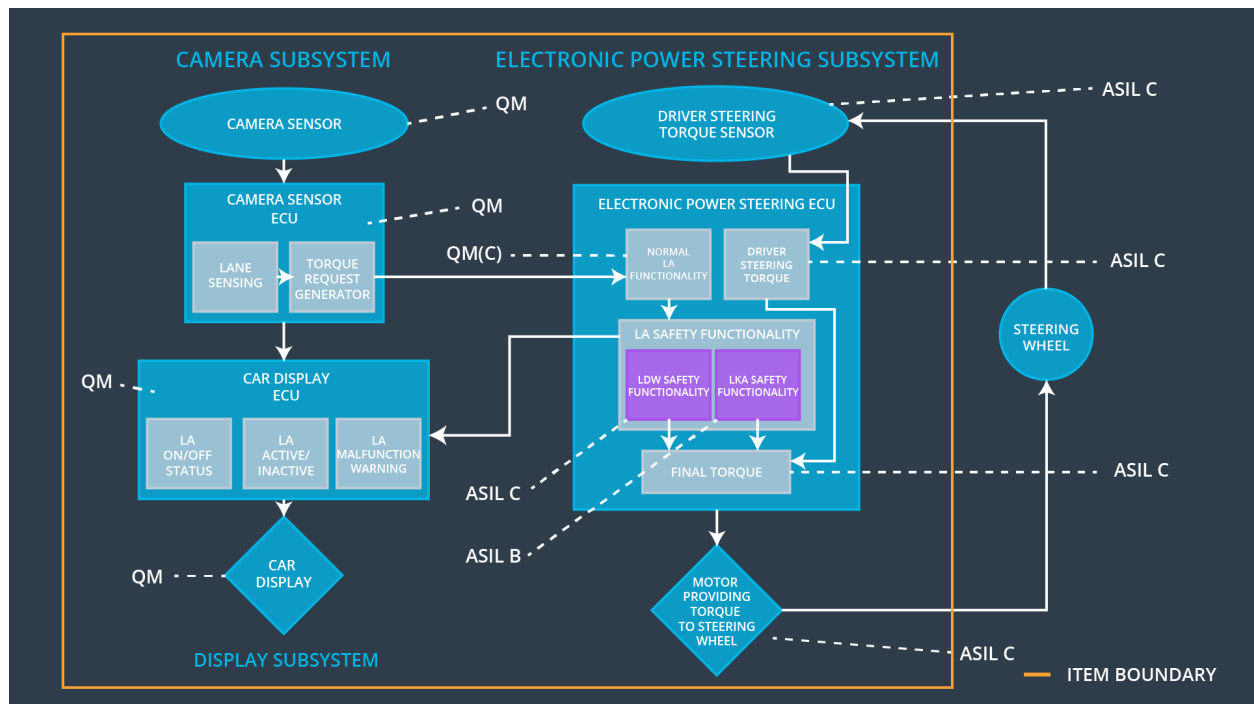 CAMERA SUBSYSTEM
ELECTRONIC POWER STEERING SUBSYSTEM
CAMERA SENSOR
QM
DRIVER STEERING
TORQUE SENSOR
ASIL C
CAMERA SENSOR
ECU
QM
LANE
SENSING
TORQUE
REQUEST
GENERATOR
ELECTRONIC POWER STEERING ECU
QM(C)
NORMAL
LA
FUNCTIONALITY
DRIVER
STEERING
TORQUE
ASIL C
LA SAFETY FUNCTIONALITY
LDW SAFETY
FUNCTIONALITY
LKA SAFETY
FUNCTIONALITY
STEERING
WHEEL
QM
CAR DISPLAY
ECU
LA
ON/OFF
STATUS
LA
ACTIVE/
INACTIVE
LA
MALFUNCTION
WARNING
FINAL TORQUE
ASIL C
ASIL C
ASIL B
QM
CAR
DISPLAY
MOTOR
PROVIDING
TORQUE
TO STEERING
WHEEL
ASIL C
DISPLAY SUBSYSTEM
ITEM BOUNDARY